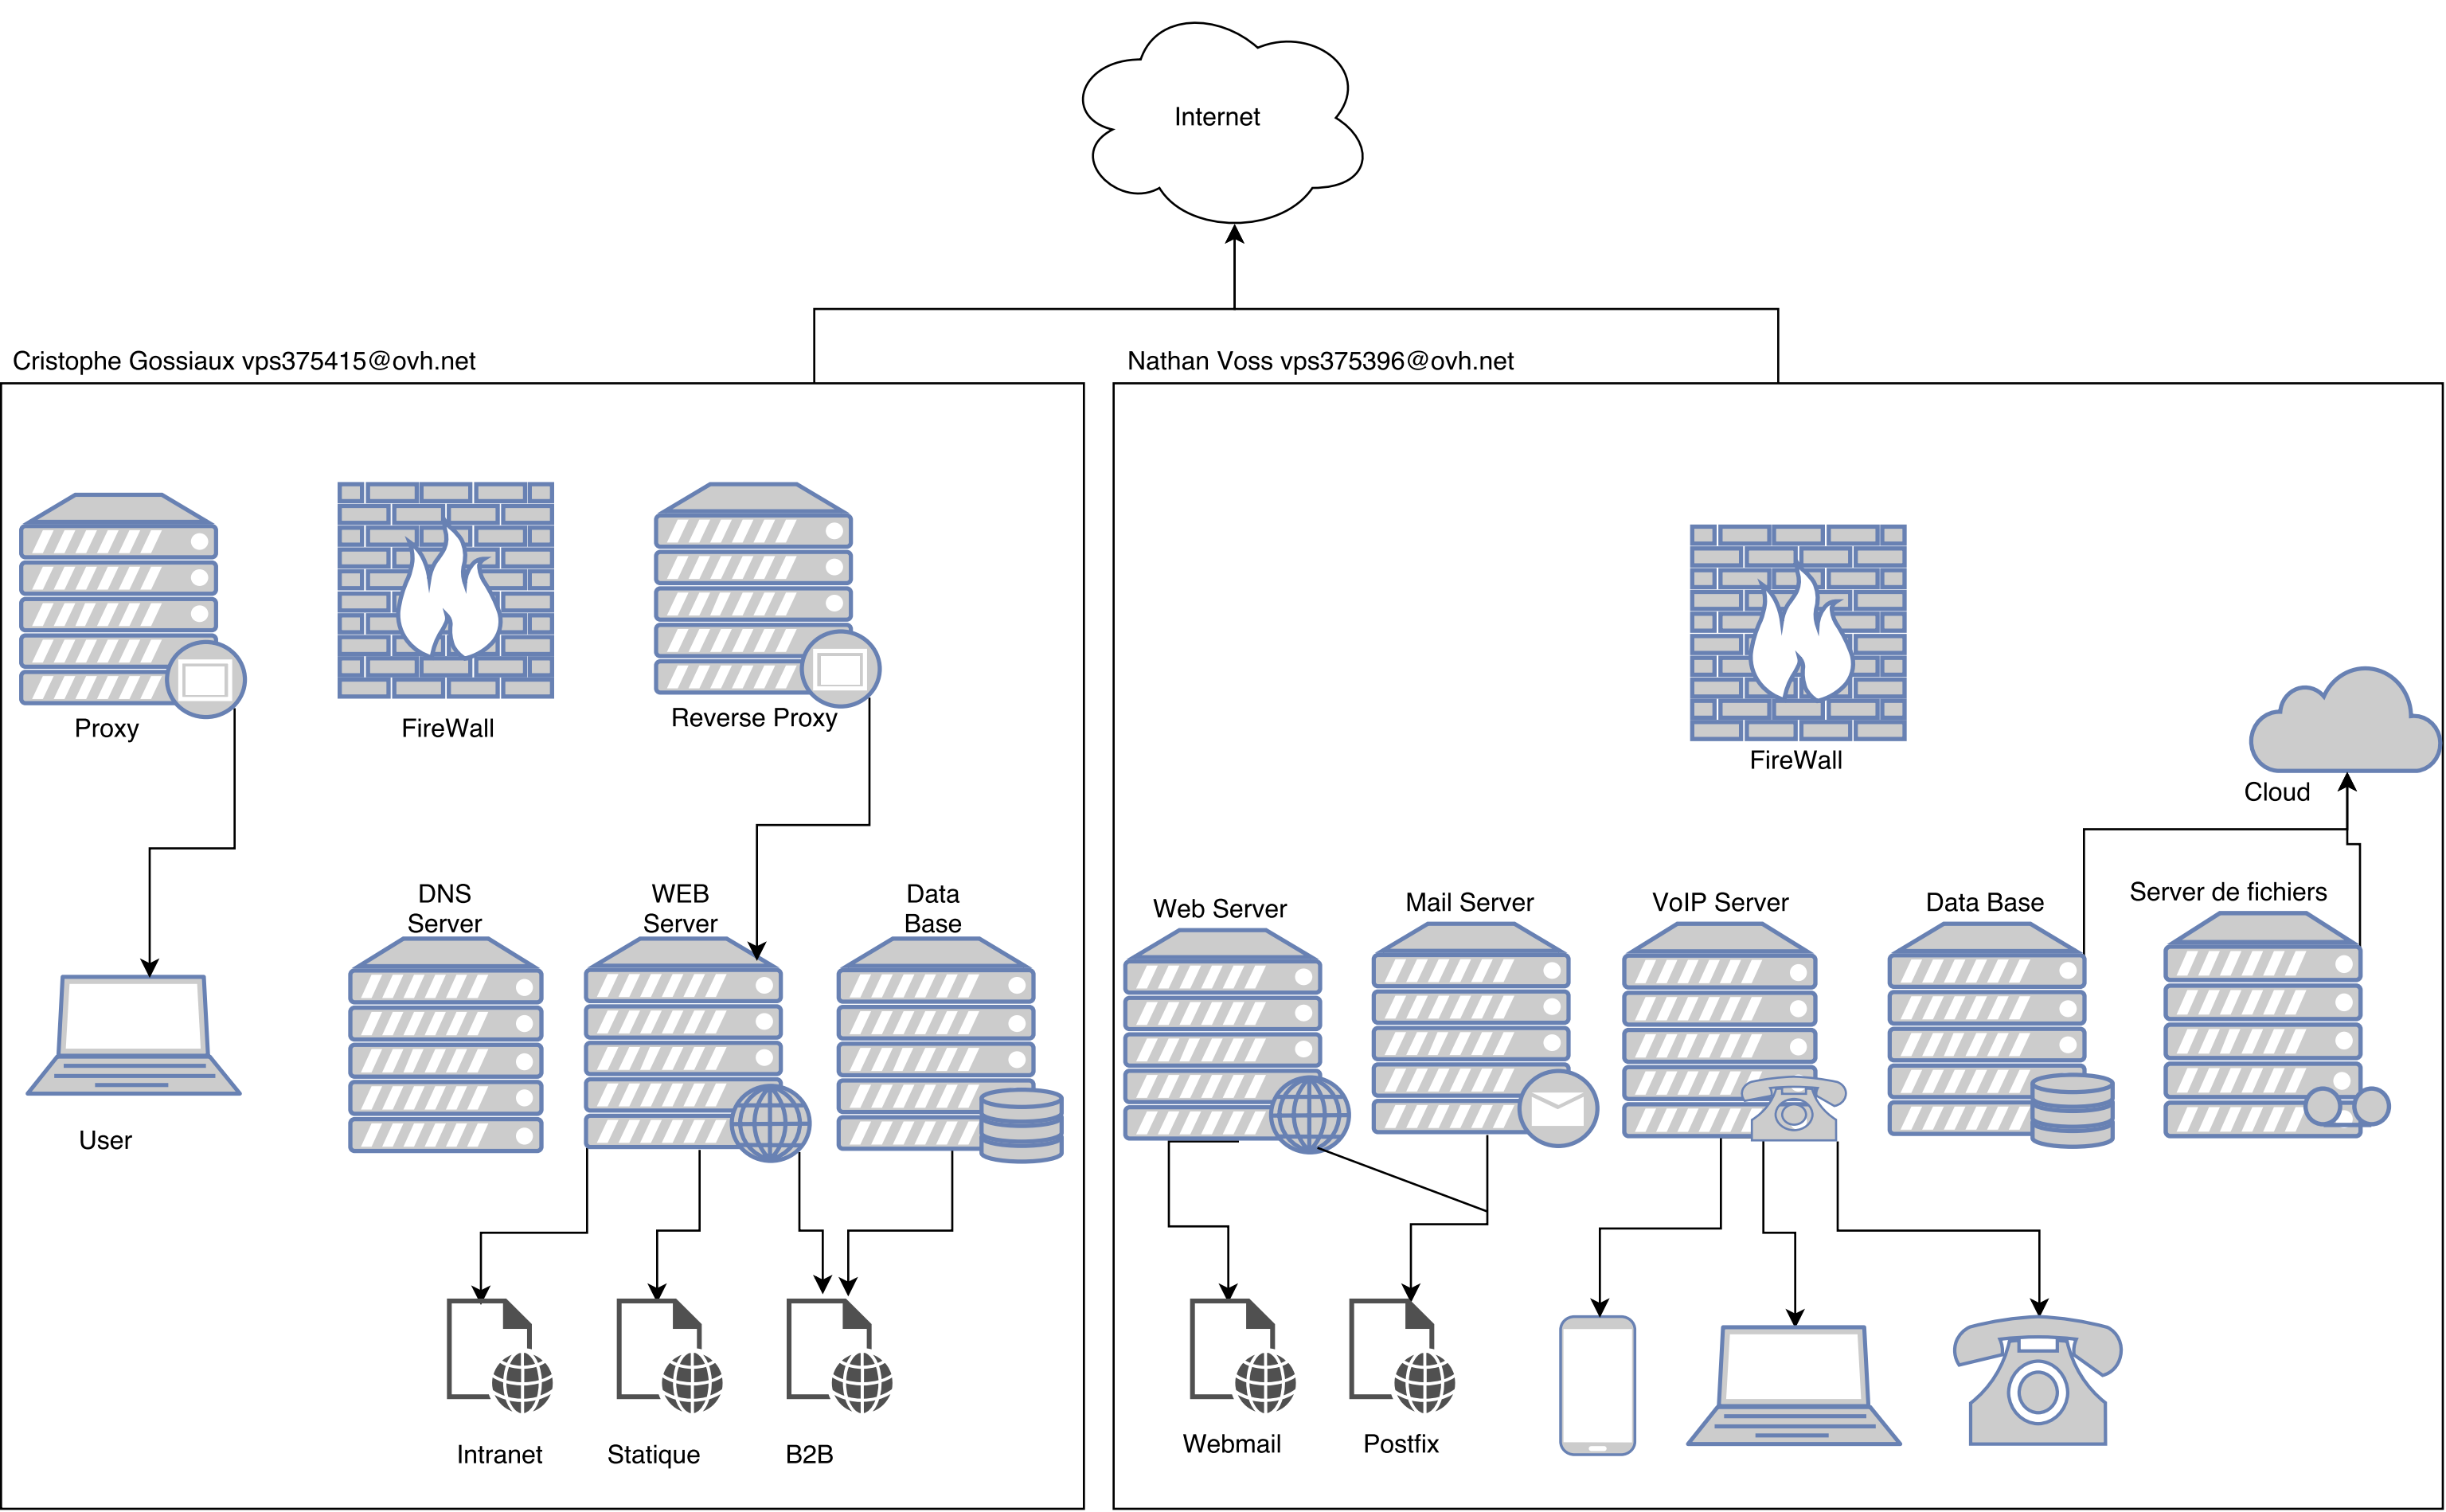 Internet
Cristophe Gossiaux vps375415@ovh.net
Nathan Voss vps375396@ovh.net
Proxy
FireWall
Reverse Proxy
FireWall
Cloud
DNS
Server
WEB
Server
Data
Base
Web Server
Mail Server
VoIP Server
Data Base
Server de fichiers
User
Intranet
Statique
B2B
Webmail
Postfix